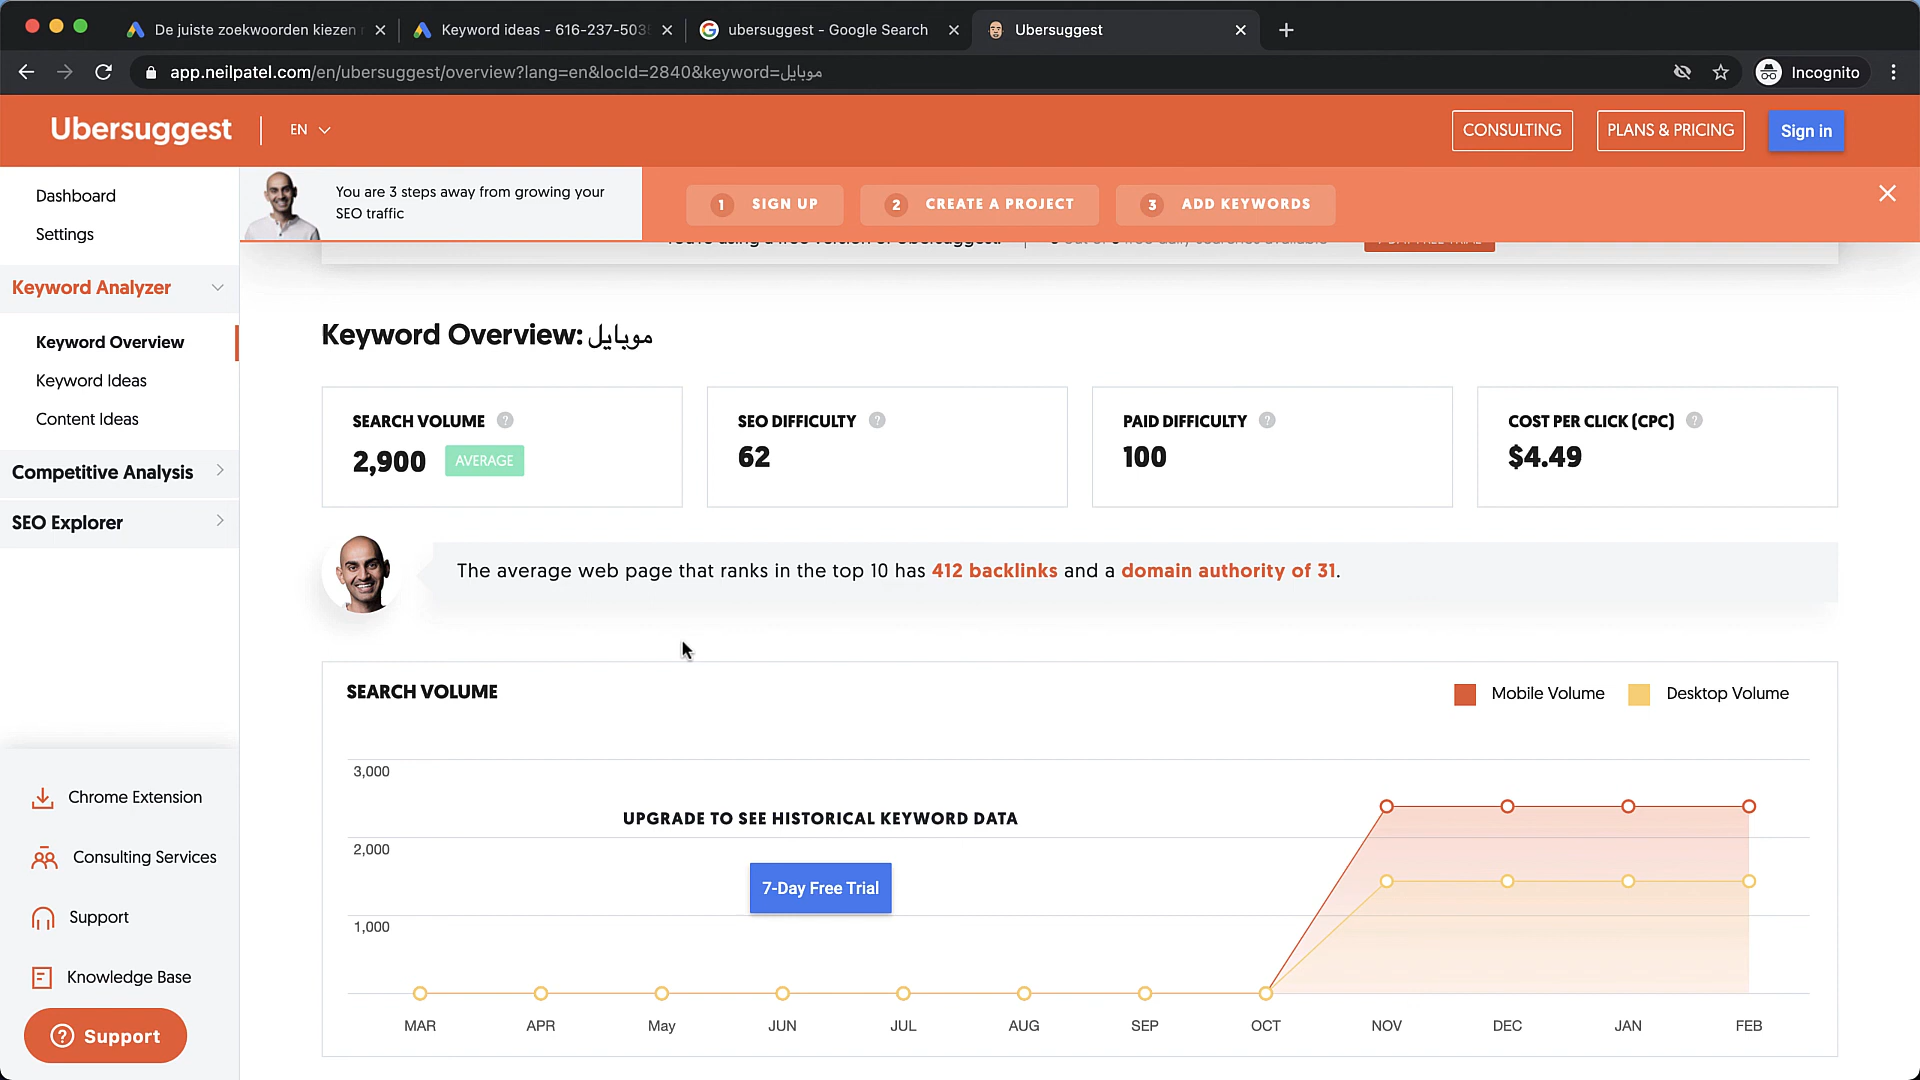 De juiste zoekwoorden kiezen
Keyword ideas - 616-237-503
ubersuggest - Google Search
Ubersuggest
app.neilpatel.com/en/ubersuggest/overview?lang=en&locId=2840&keyword=موبايل
Incognito
Ubersuggest
EN
CONSULTING
PLANS & PRICING
Sign in
You are 3 steps away from growing your
SEO traffic
1 SIGN UP
2 CREATE A PROJECT
3 ADD KEYWORDS
Dashboard
Settings
Keyword Analyzer
Keyword Overview
Keyword Ideas
Content Ideas
Competitive Analysis
SEO Explorer
Chrome Extension
Consulting Services
Support
Knowledge Base
? Support
Keyword Overview: موبايل
SEARCH VOLUME ?
2,900 AVERAGE
SEO DIFFICULTY ?
62
PAID DIFFICULTY ?
100
COST PER CLICK (CPC) ?
$4.49
The average web page that ranks in the top 10 has 412 backlinks and a domain authority of 31.
SEARCH VOLUME
Mobile Volume
Desktop Volume
3,000
UPGRADE TO SEE HISTORICAL KEYWORD DATA
2,000
7-Day Free Trial
1,000
MAR APR May JUN JUL AUG SEP OCT NOV DEC JAN FEB